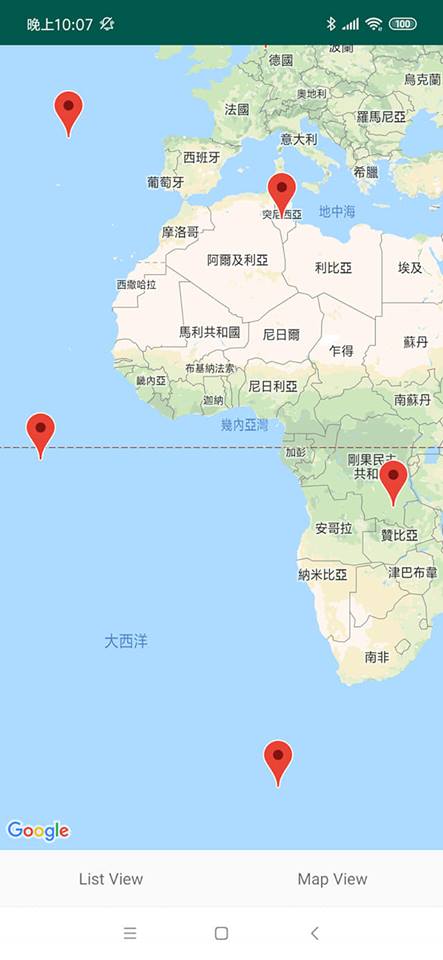 晚上10:07
100
波蘭
德國
烏克蘭
奧地利
法國
羅馬尼亞
意大利
西班牙
希臘
葡萄牙
突尼西亞
地中海
摩洛哥
阿爾及利亞
利比亞
埃及
西撒哈拉
馬利共和國
尼日爾
乍得
蘇丹
布基納法索
畿內亞
尼日利亞
迦納
南蘇丹
幾內亞灣
加彭
剛果民主
共和
安哥拉
贊比亞
納米比亞
津巴布韋
大西洋
南非
Google
List View
Map View